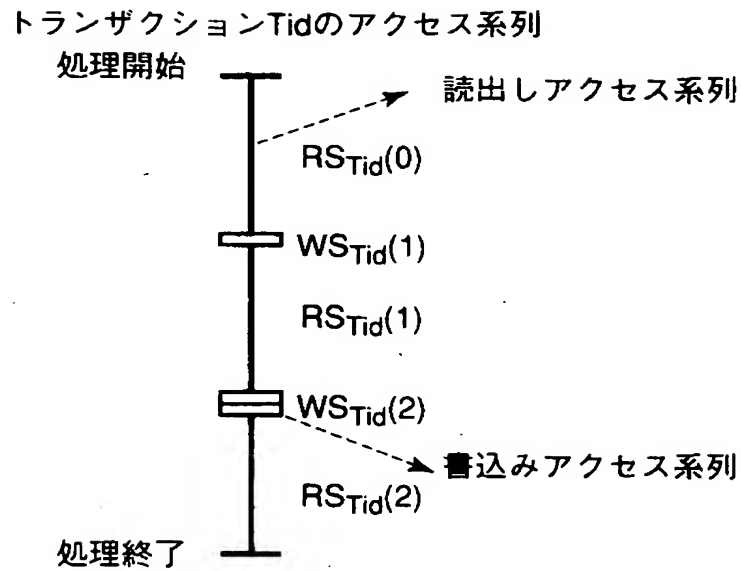 トランザクションTidのアクセス系列
処理開始
読出しアクセス系列
RSTid(0)
WSTid(1)
RSTid(1)
WSTid(2)
書込みアクセス系列
RSTid(2)
処理終了